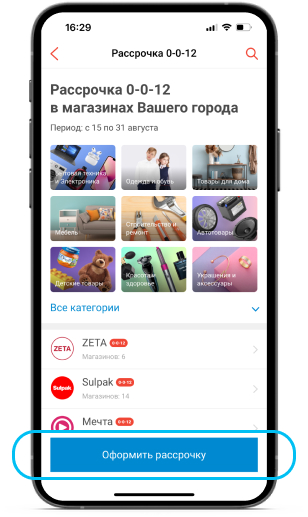 16:29
Рассрочка 0-0-12
Рассрочка 0-0-12
в магазинах Вашего города
Период: с 15 по 31 августа
Бытовая техника
и Электроника
Одежда и обувь
Товары для дома
Мебель
Строительство и
ремонт
Автотовары
Детские товары
Красота и
здоровье
Украшения и
аксессуары
Все категории
ZETA 0-0-12
ZETA
Магазинов: 6
Sulpak 0-0-12
Sulpak
Магазинов: 14
Мечта 0-0-12
Оформить рассрочку